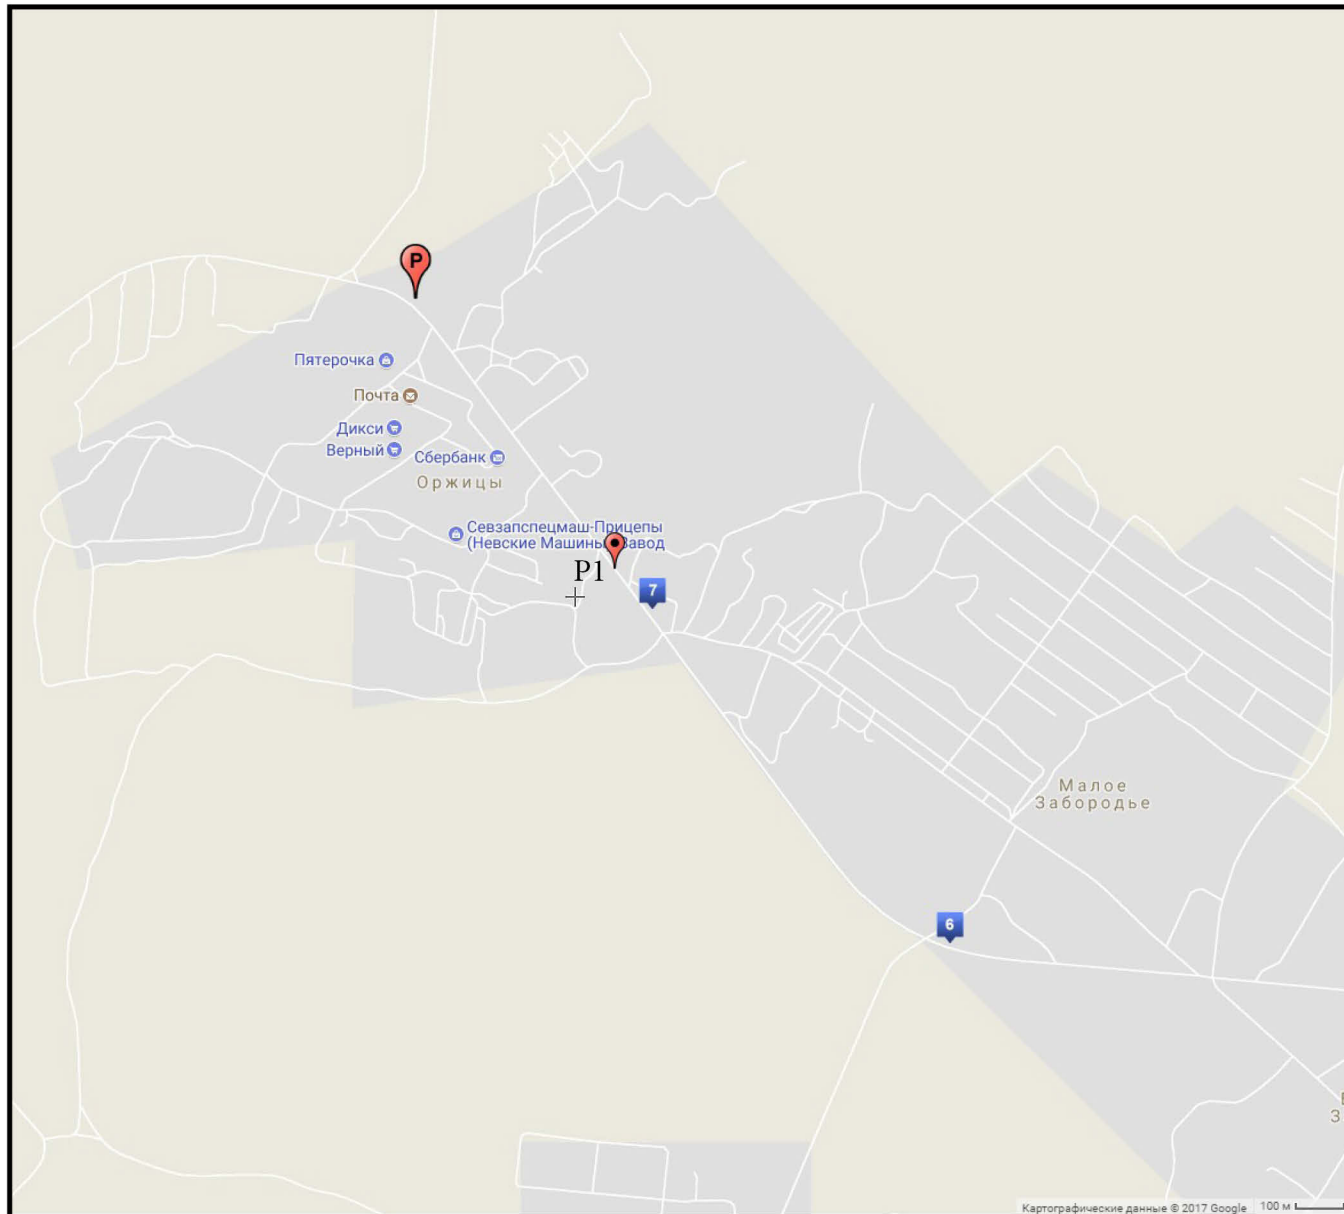 P
Пятерочка
Почта
Дикси
Верный
Сбербанк
Оржицы
Севзапспецмаш-Прицепы
(Невские Машины Завод
P1
7
Малое
Забородье
6
З
Картографические данные © 2017 Google 100 м